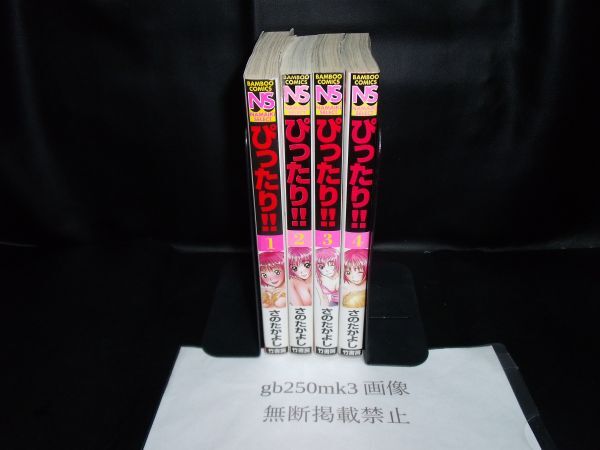 BAMBOO
COMICS
NS
NAMAIKI
SELECT
ぴったり!!
1
さのたかよし
竹書房
BAMBOO
COMICS
NS
ぴったり!!
2
さのたかよし
竹書房
BAMBOO
COMICS
NS
ぴったり!!
3
さのたかよし
竹書房
BAMBOO
COMICS
NS
ぴったり!!
4
さのたかよし
竹書房
gb250mk3 画像
無断掲載禁止